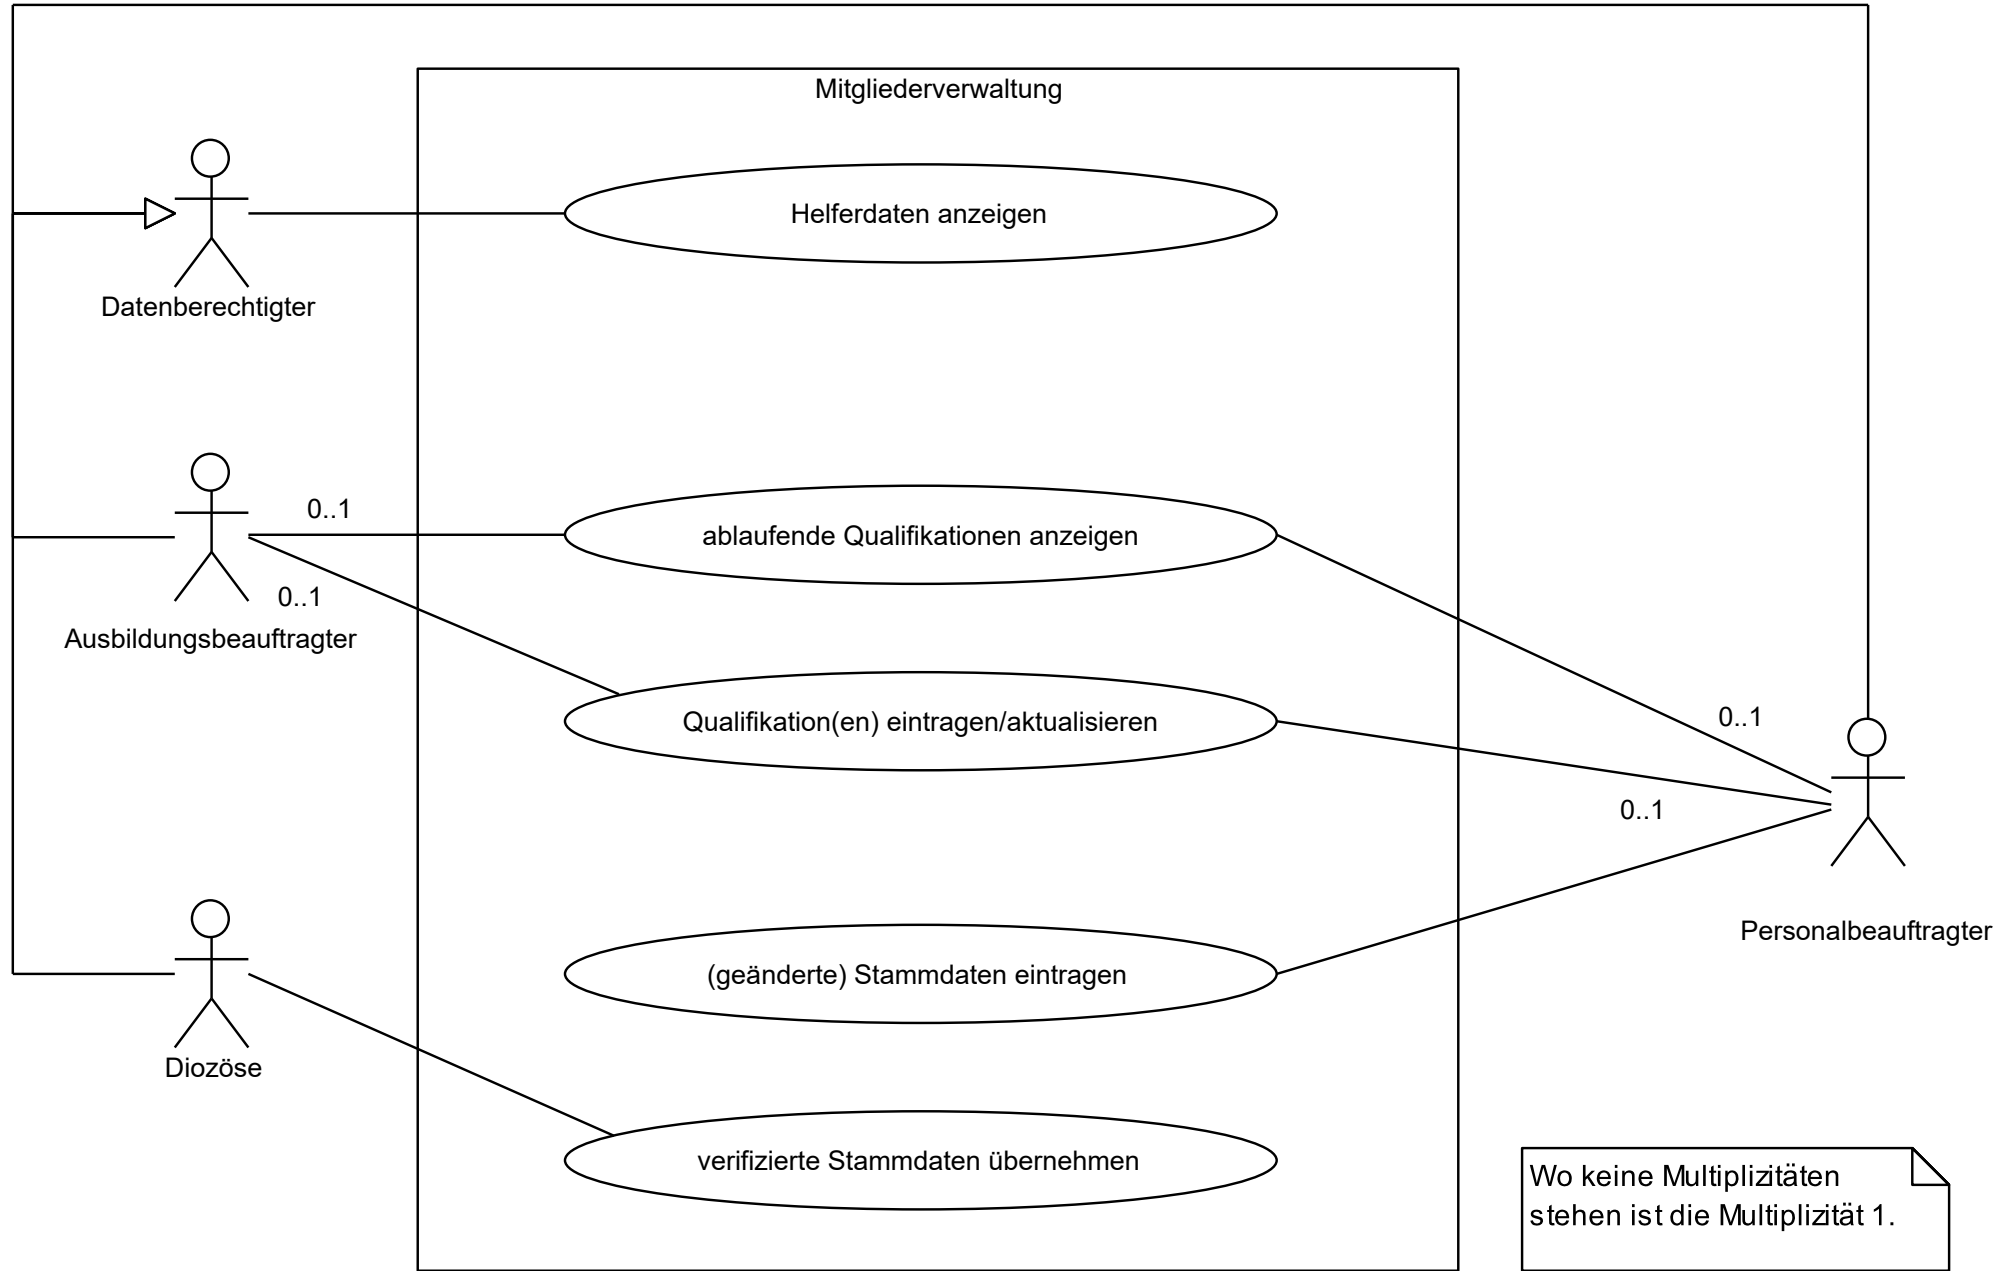 Mitgliederverwaltung
Helferdaten anzeigen
Datenberechtigter
0..1
ablaufende Qualifikationen anzeigen
0..1
Ausbildungsbeauftragter
Qualifikation(en) eintragen/aktualisieren
0..1
0..1
Personalbeauftragter
(geänderte) Stammdaten eintragen
Diozöse
verifizierte Stammdaten übernehmen
Wo keine Multiplizitäten
stehen ist die Multiplizität 1.